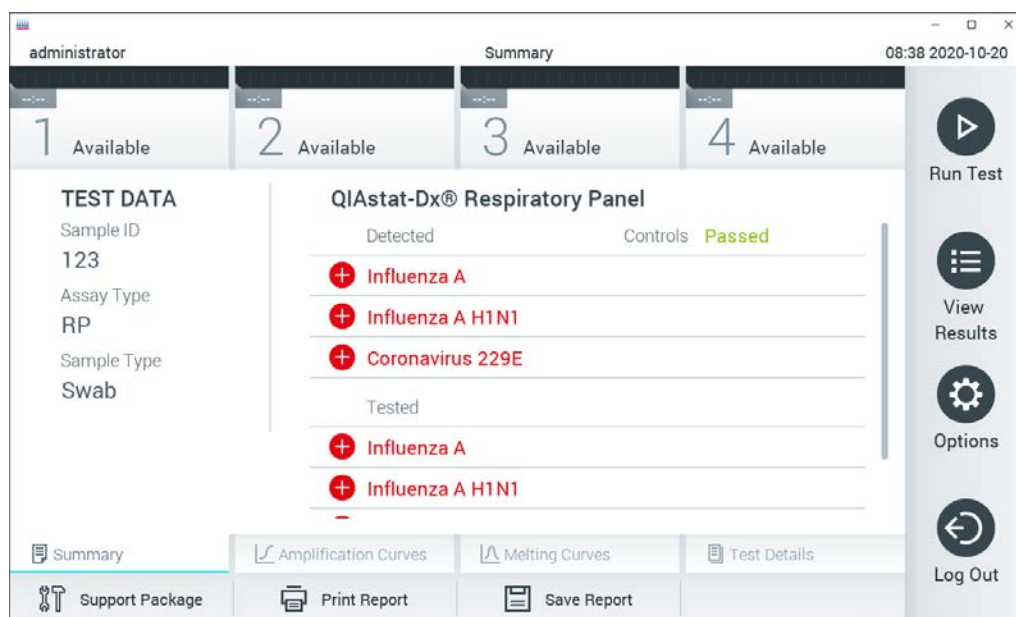 administrator Summary 08:38 2020-10-20
--:-- --:-- --:-- --:--
1 Available 2 Available 3 Available 4 Available
Run Test
TEST DATA
Sample ID
123
Assay Type
RP
Sample Type
Swab
QIAstat-Dx® Respiratory Panel
Detected Controls Passed
Influenza A
Influenza A H1N1
Coronavirus 229E
Tested
Influenza A
Influenza A H1N1
View
Results
Options
Log Out
Summary Amplification Curves Melting Curves Test Details
Support Package Print Report Save Report